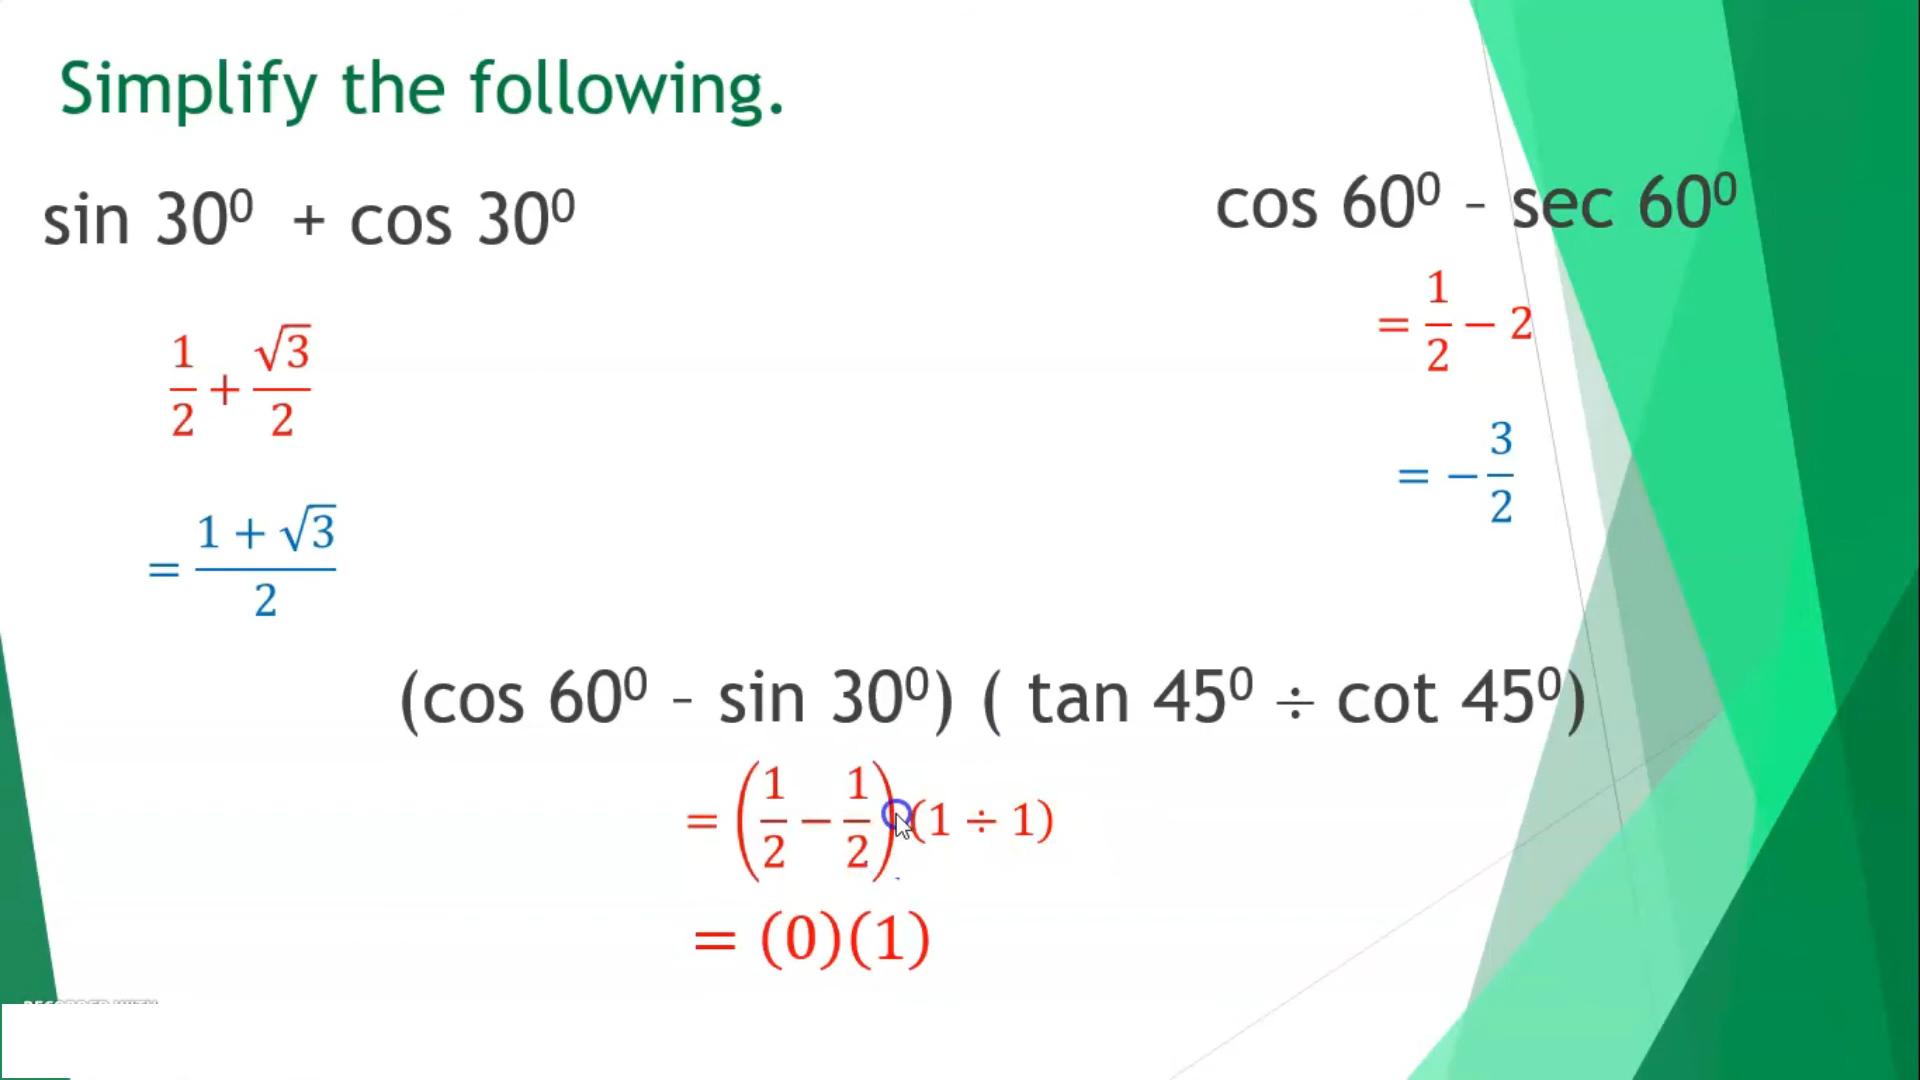 Simplify the following.
sin 30⁰ + cos 30⁰
1/2 + √3/2
= (1 + √3)/2
cos 60⁰ – sec 60⁰
= 1/2 − 2
= − 3/2
(cos 60⁰ – sin 30⁰) ( tan 45⁰ ÷ cot 45⁰)
= (1/2 − 1/2) (1 ÷ 1)
= (0)(1)
RECORDED WITH